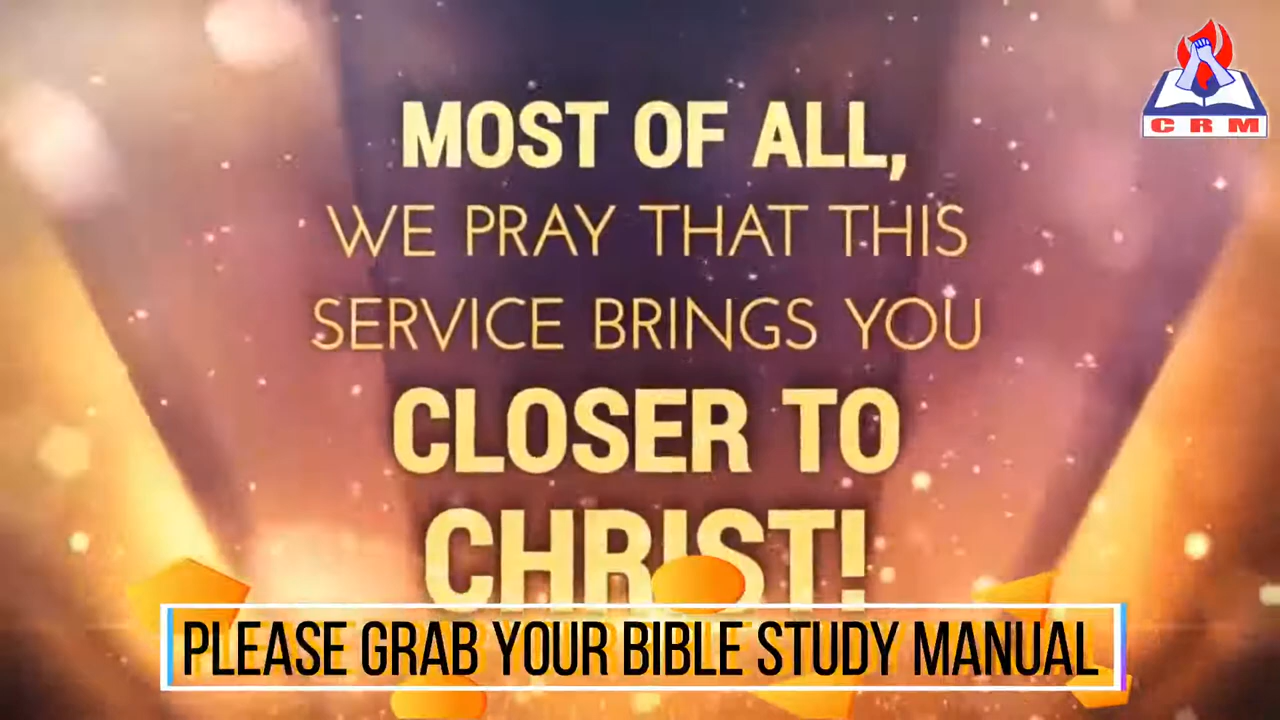 MOST OF ALL,
WE PRAY THAT THIS
SERVICE BRINGS YOU
CLOSER TO
CHRIST!
PLEASE GRAB YOUR BIBLE STUDY MANUAL
CRM